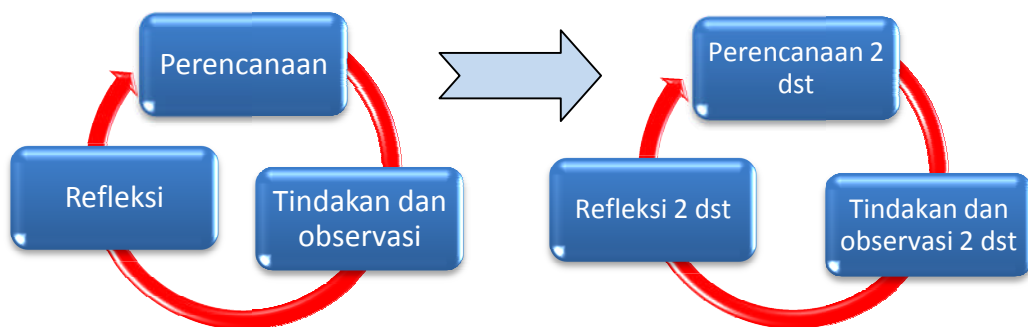 Perencanaan
Tindakan dan
observasi
Refleksi
Perencanaan 2
dst
Tindakan dan
observasi 2 dst
Refleksi 2 dst